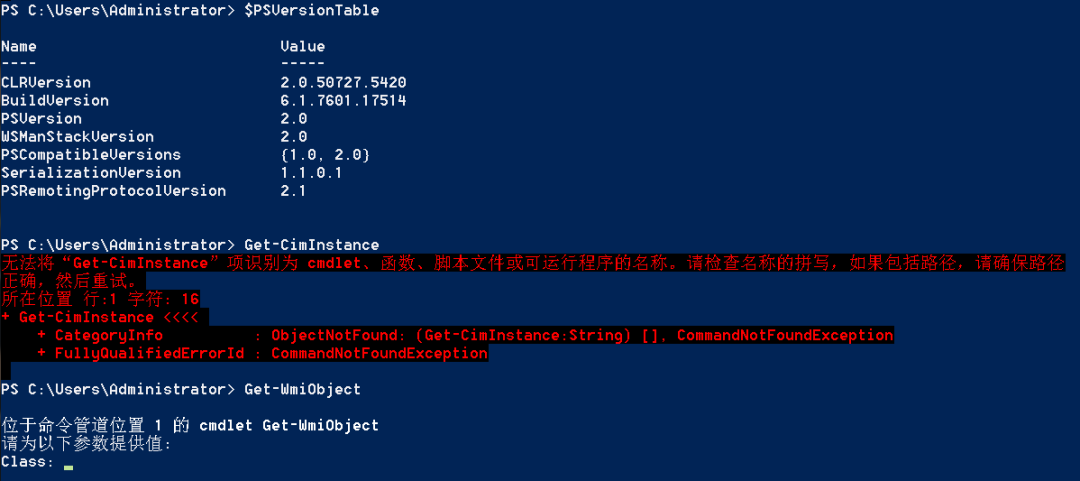 PS C:\Users\Administrator> $PSVersionTable
Name                           Value
----                           -----
CLRVersion                     2.0.50727.5420
BuildVersion                   6.1.7601.17514
PSVersion                      2.0
WSManStackVersion              2.0
PSCompatibleVersions           {1.0, 2.0}
SerializationVersion           1.1.0.1
PSRemotingProtocolVersion      2.1
PS C:\Users\Administrator> Get-CimInstance
无法将“Get-CimInstance”项识别为 cmdlet、函数、脚本文件或可运行程序的名称。请检查名称的拼写，如果包括路径，请确保路径
正确，然后重试。
所在位置 行:1 字符: 16
+ Get-CimInstance <<<<
    + CategoryInfo          : ObjectNotFound: (Get-CimInstance:String) [], CommandNotFoundException
    + FullyQualifiedErrorId : CommandNotFoundException
PS C:\Users\Administrator> Get-WmiObject
位于命令管道位置 1 的 cmdlet Get-WmiObject
请为以下参数提供值:
Class: